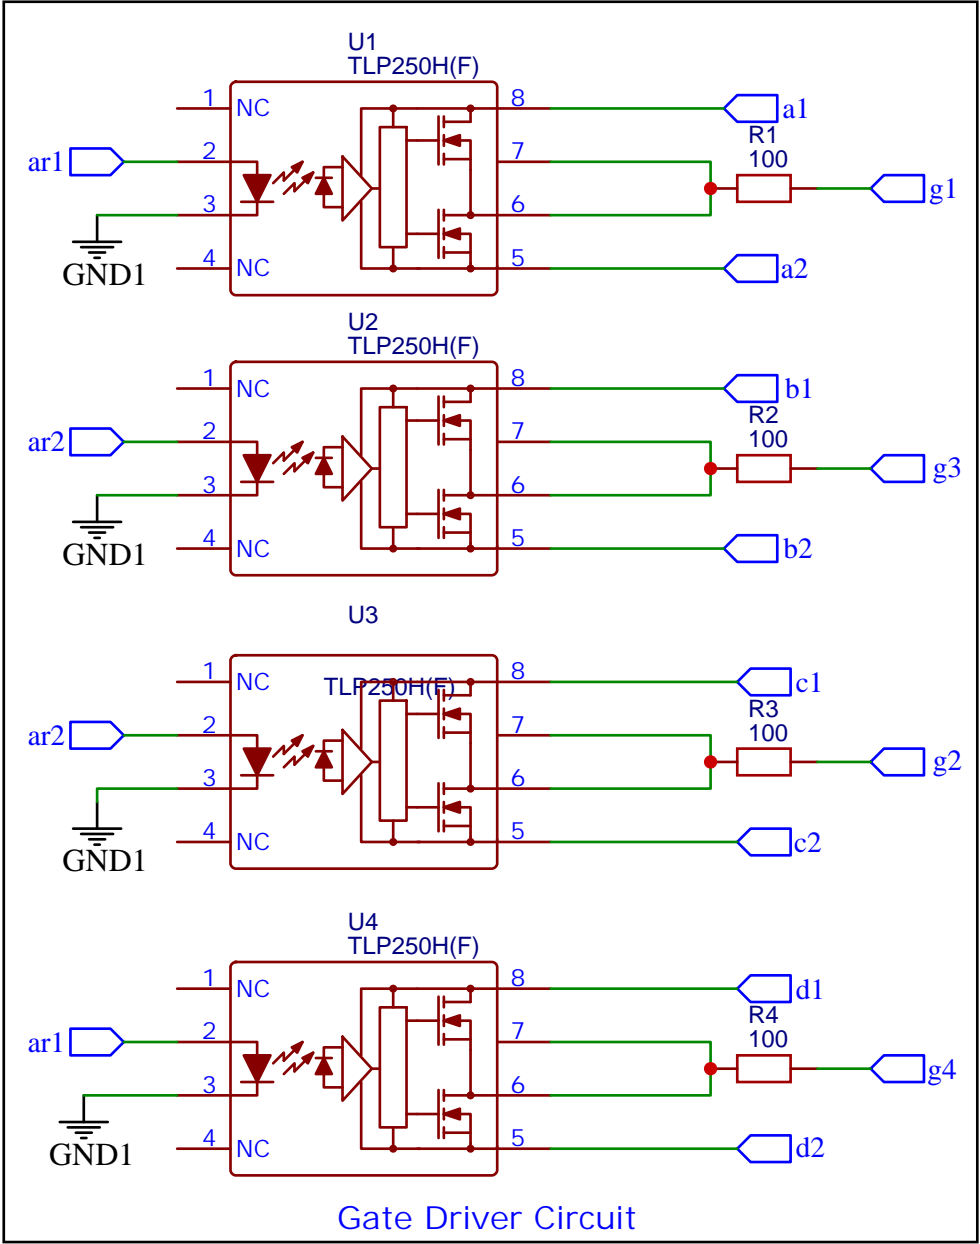 U1
TLP250H(F)
1 NC 8 a1
R1
ar1 2 7 100
g1
3 6
GND1 4 NC 5 a2
U2
TLP250H(F)
1 NC 8 b1
R2
ar2 2 7 100
g3
3 6
GND1 4 NC 5 b2
U3
1 NC TLP250H(F) 8 c1
R3
ar2 2 7 100
g2
3 6
GND1 4 NC 5 c2
U4
TLP250H(F)
1 NC 8 d1
R4
ar1 2 7 100
g4
3 6
GND1 4 NC 5 d2
Gate Driver Circuit